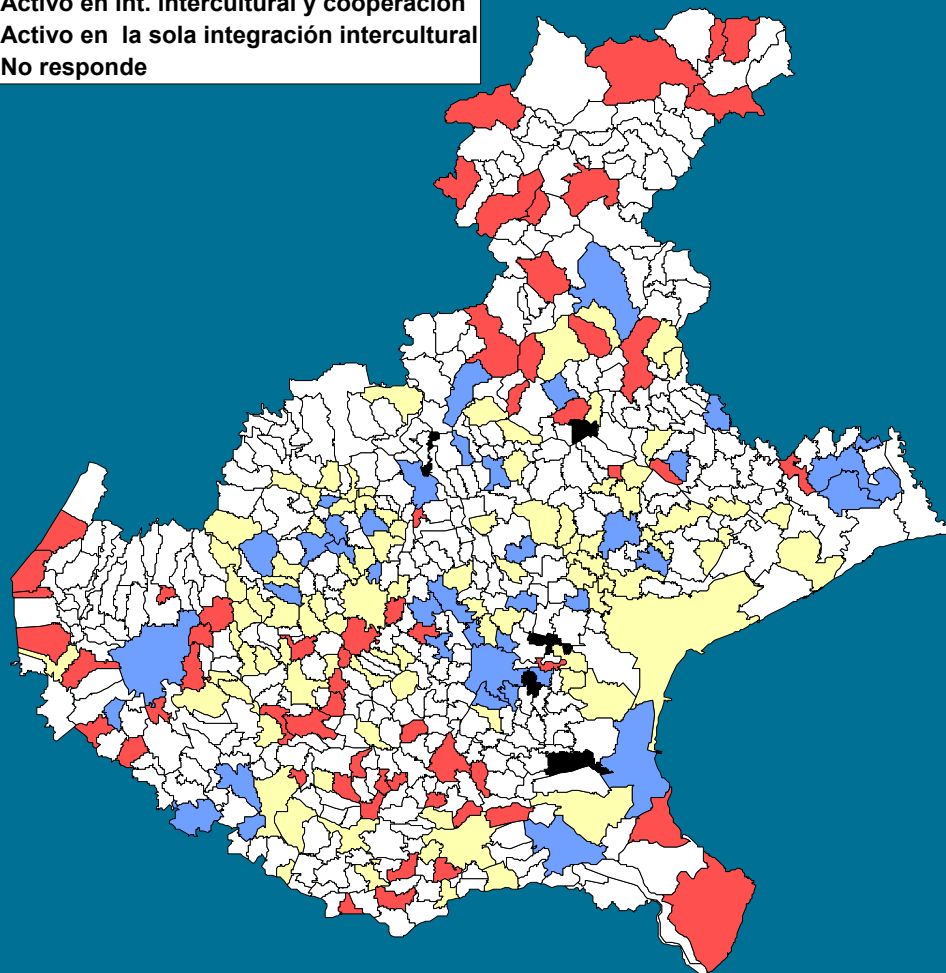 Activo en int. intercultural y cooperación
Activo en la sola integración intercultural
No responde